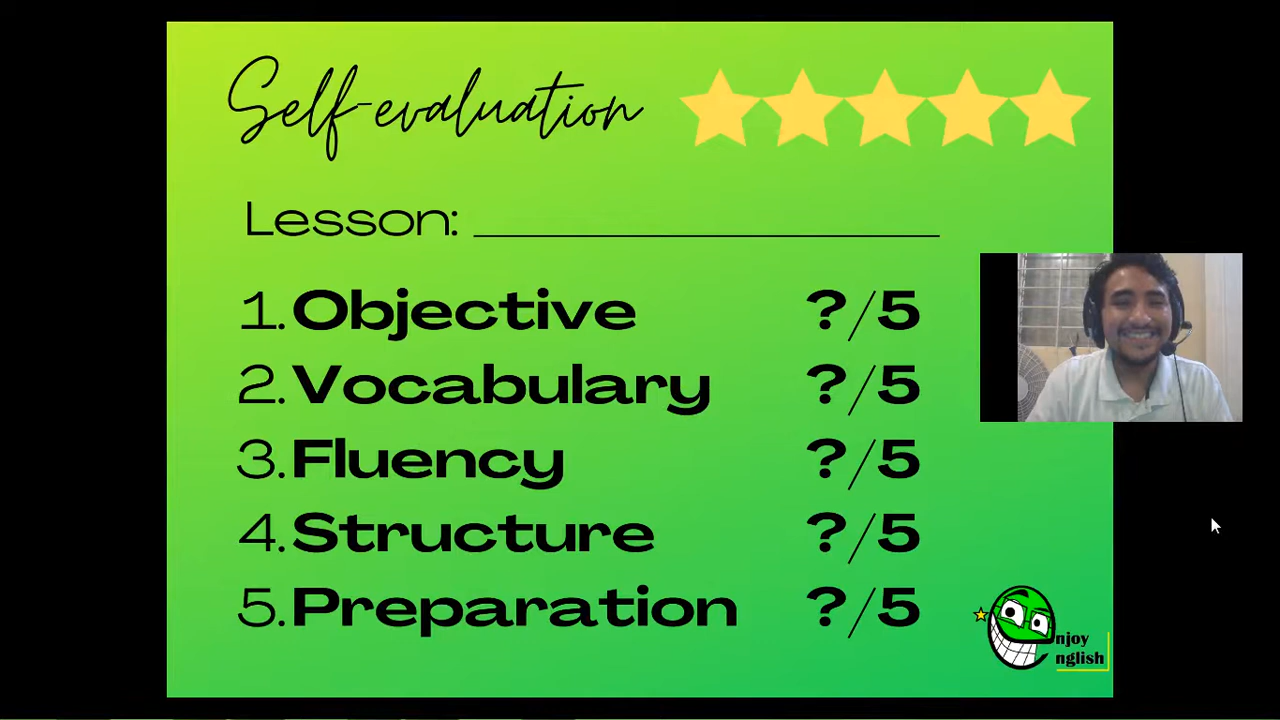 Self-evaluation
Lesson: ____________________
1. Objective ?/5
2. Vocabulary ?/5
3. Fluency ?/5
4. Structure ?/5
5. Preparation ?/5
njoy
nglish